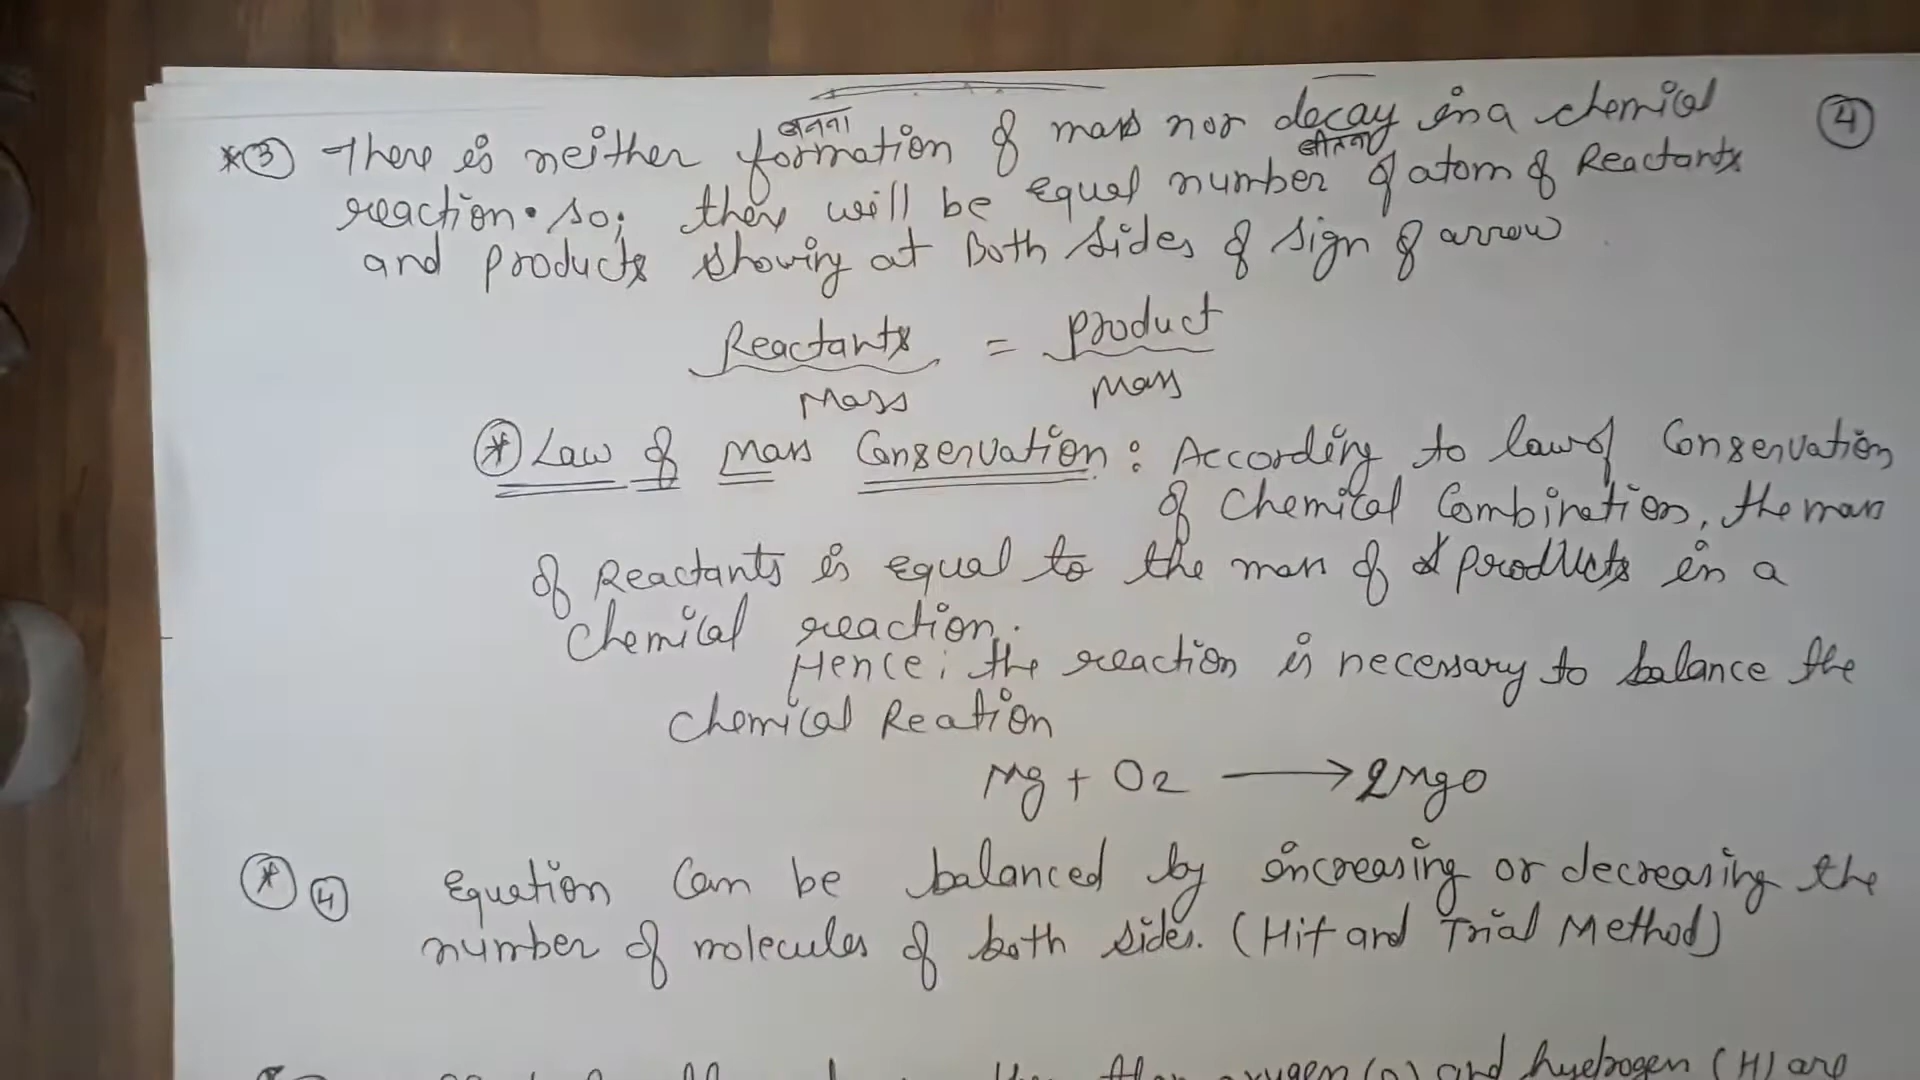 ④
*③ There is neither formation of mass nor decay in a chemical
बनना
reaction. so; there will be equal number of atom of Reactants
and products showing at Both sides of sign of arrow
Reactants = product
Mass Mass
* Law of Mass Conservation : According to law of Conservation
of Chemical Combination, the mass
of Reactants is equal to the mass of products in a
Chemical reaction.
Hence; the reaction is necessary to balance the
Chemical Reation
Mg + O2 ⟶ 2MgO
* ④ Equation Can be balanced by increasing or decreasing the
number of molecules of both sides. (Hit and Trial Method)
oxygen (O) and hydrogen (H) are